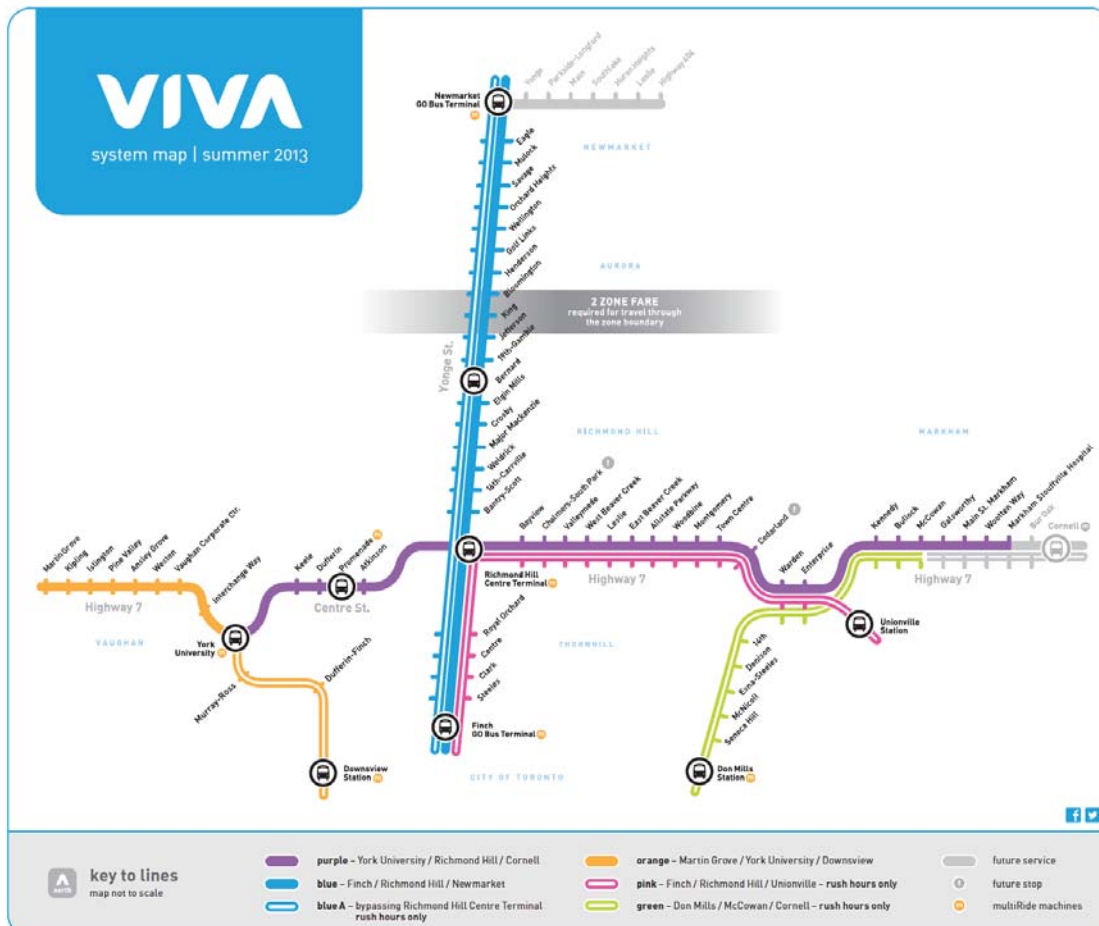 VIVA
system map | summer 2013
Newmarket
GO Bus Terminal m
Yonge
Parkside-Longford
Main
Southlake
Huron Heights
Leslie
Highway 404
NEWMARKET
Eagle
Mulock
Savage
Orchard Heights
Wellington
Golf Links
Henderson
Bloomington
AURORA
2 ZONE FARE
required for travel through
the zone boundary
King
Jefferson
19th-Gamble
Bernard
Yonge St.
Elgin Mills
Crosby
Major Mackenzie
Weldrick
16th-Carrville
Bantry-Scott
RICHMOND HILL
MARKHAM
Martin Grove
Kipling
Islington
Pine Valley
Ansley Grove
Weston
Vaughan Corporate Ctr.
Interchange Way
Highway 7
VAUGHAN
York
University m
Keele
Dufferin
Promenade m
Atkinson
Centre St.
Murray-Ross
Dufferin-Finch
Downsview
Station m
Richmond Hill
Centre Terminal m
Bayview
Chalmers-South Park f
Valleymede
West Beaver Creek
Leslie
East Beaver Creek
Allstate Parkway
Woodbine
Montgomery
Town Centre
Cedarland f
Warden
Enterprise
Highway 7
Kennedy
Bullock
McCowan
Galsworthy
Main St. Markham
Wootten Way
Markham Stouffville Hospital
Bur Oak
Cornell m
Highway 7
Unionville
Station
Royal Orchard
Centre
Clark
Steeles
THORNHILL
Finch
GO Bus Terminal m
CITY OF TORONTO
14th
Denison
Esna-Steeles
McNicoll
Seneca Hill
Don Mills
Station m
north
key to lines
map not to scale
purple – York University / Richmond Hill / Cornell
blue – Finch / Richmond Hill / Newmarket
blue A – bypassing Richmond Hill Centre Terminal
rush hours only
orange – Martin Grove / York University / Downsview
pink – Finch / Richmond Hill / Unionville – rush hours only
green – Don Mills / McCowan / Cornell – rush hours only
future service
f future stop
m multiRide machines